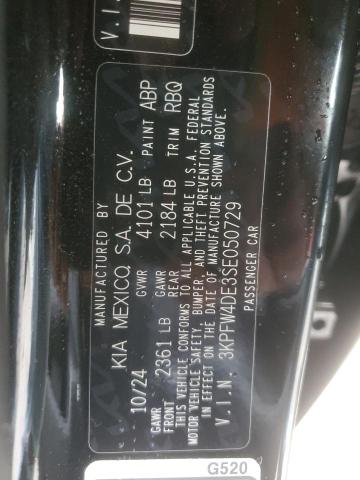 V.I.
MANUFACTURED BY
KIA MEXICO, S.A. DE C.V.
10/24 GVWR 4101 LB PAINT ABP
GAWR FRONT 2361 LB GAWR REAR 2184 LB TRIM RBQ
THIS VEHICLE CONFORMS TO ALL APPLICABLE U.S.A. FEDERAL
MOTOR VEHICLE SAFETY, BUMPER, AND THEFT PREVENTION STANDARDS
IN EFFECT ON THE DATE OF MANUFACTURE SHOWN ABOVE.
V.I.N: 3KPFW4DE3SE050729
PASSENGER CAR
G520